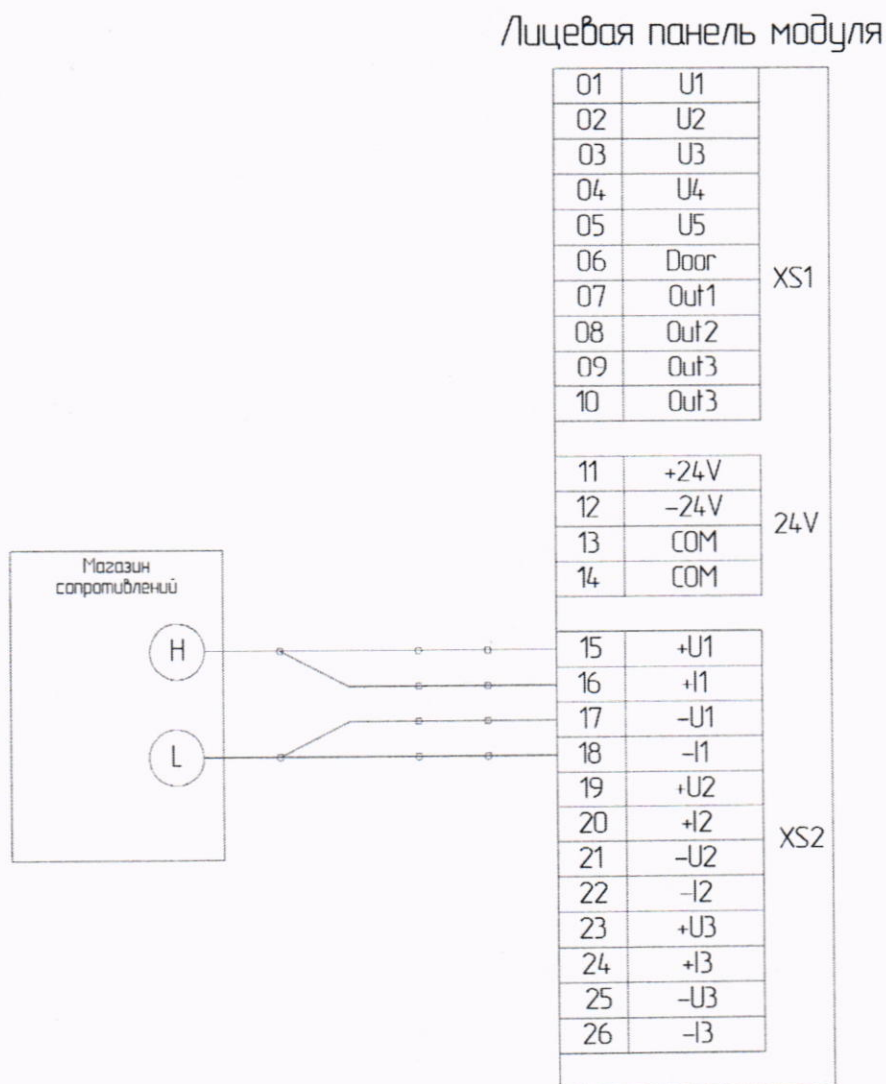 Лицевая панель модуля
01 U1
02 U2
03 U3
04 U4
05 U5
06 Door
07 Out1
08 Out2
09 Out3
10 Out3
XS1
11 +24V
12 −24V
13 COM
14 COM
24V
Магазин
сопротивлений
H
L
15 +U1
16 +I1
17 −U1
18 −I1
19 +U2
20 +I2
21 −U2
22 −I2
23 +U3
24 +I3
25 −U3
26 −I3
XS2